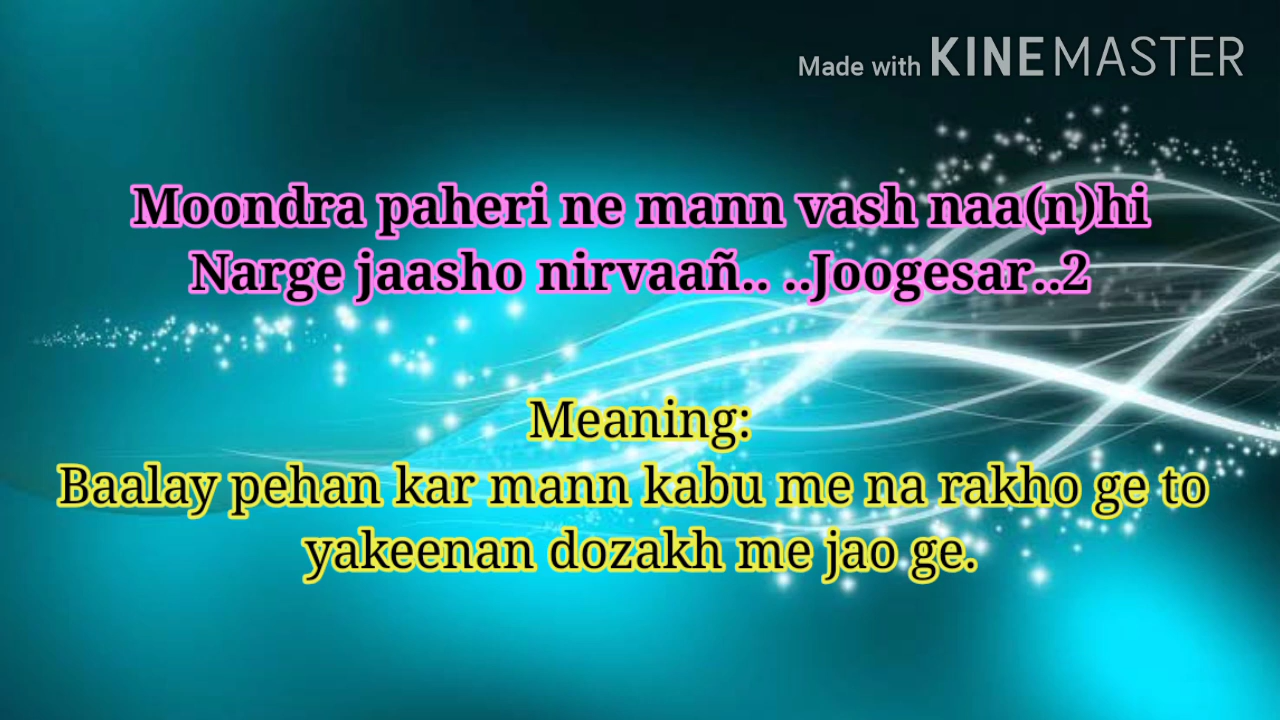 Made with KINEMASTER
Moondra paheri ne mann vash naa(n)hi
Narge jaasho nirvaañ.. ..Joogesar..2
Meaning:
Baalay pehan kar mann kabu me na rakho ge to
yakeenan dozakh me jao ge.